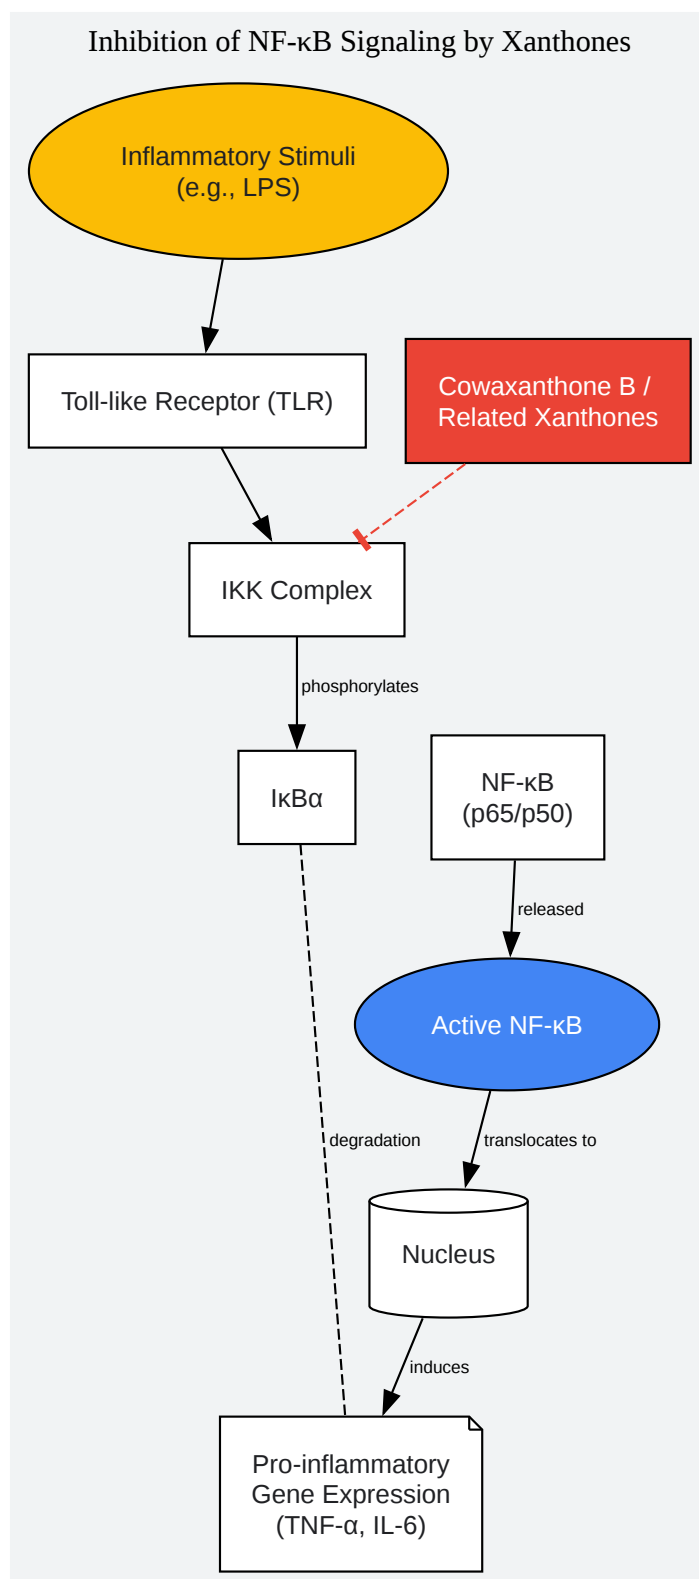 Inhibition of NF-κB Signaling by Xanthones
Inflammatory Stimuli
(e.g., LPS)
Toll-like Receptor (TLR)
Cowaxanthone B /
Related Xanthones
IKK Complex
phosphorylates
IκBα
NF-κB
(p65/p50)
released
Active NF-κB
degradation
translocates to
Nucleus
induces
Pro-inflammatory
Gene Expression
(TNF-α, IL-6)